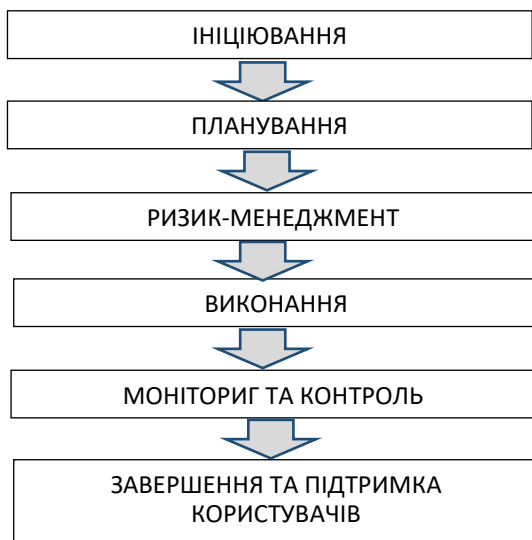 ІНІЦІЮВАННЯ
ПЛАНУВАННЯ
РИЗИК-МЕНЕДЖМЕНТ
ВИКОНАННЯ
МОНІТОРИГ ТА КОНТРОЛЬ
ЗАВЕРШЕННЯ ТА ПІДТРИМКА
КОРИСТУВАЧІВ